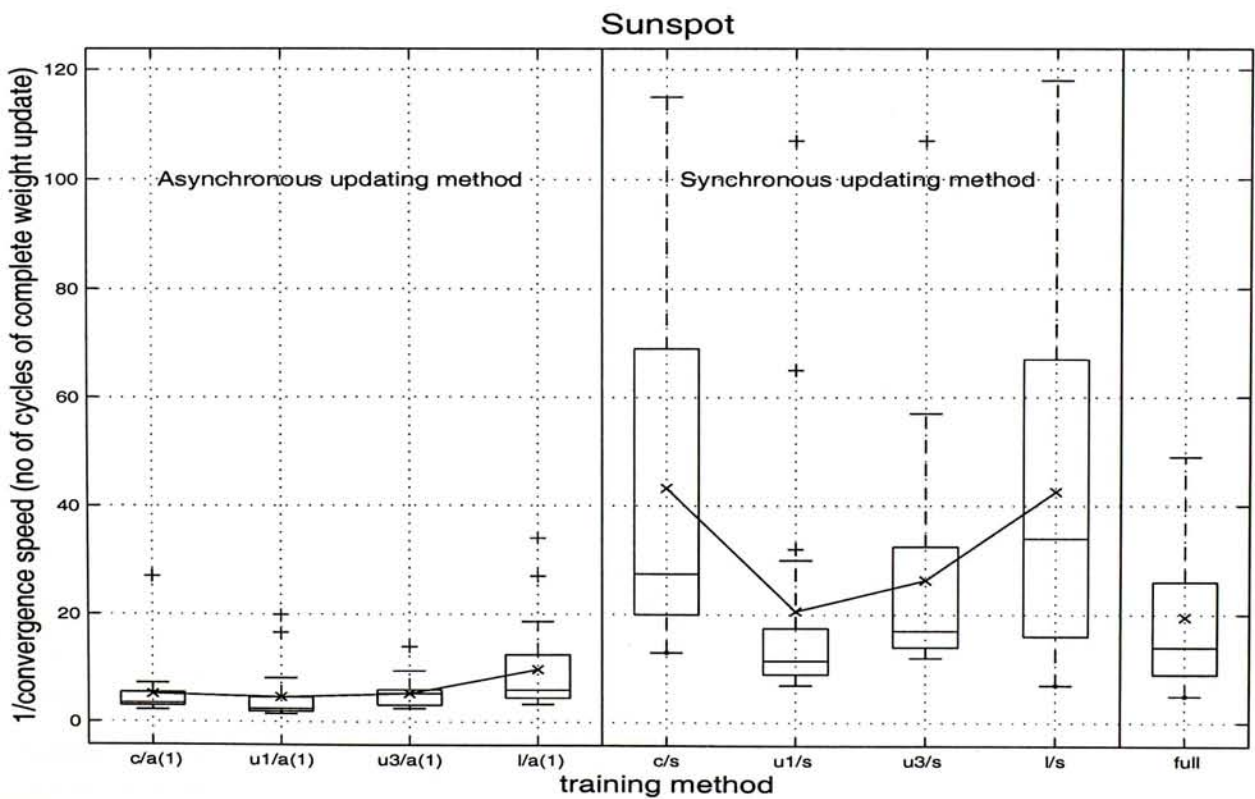 Sunspot
1/convergence speed (no of cycles of complete weight update)
120
100
80
60
40
20
0
Asynchronous updating method
Synchronous updating method
c/a(1)
u1/a(1)
u3/a(1)
l/a(1)
c/s
u1/s
u3/s
l/s
full
training method